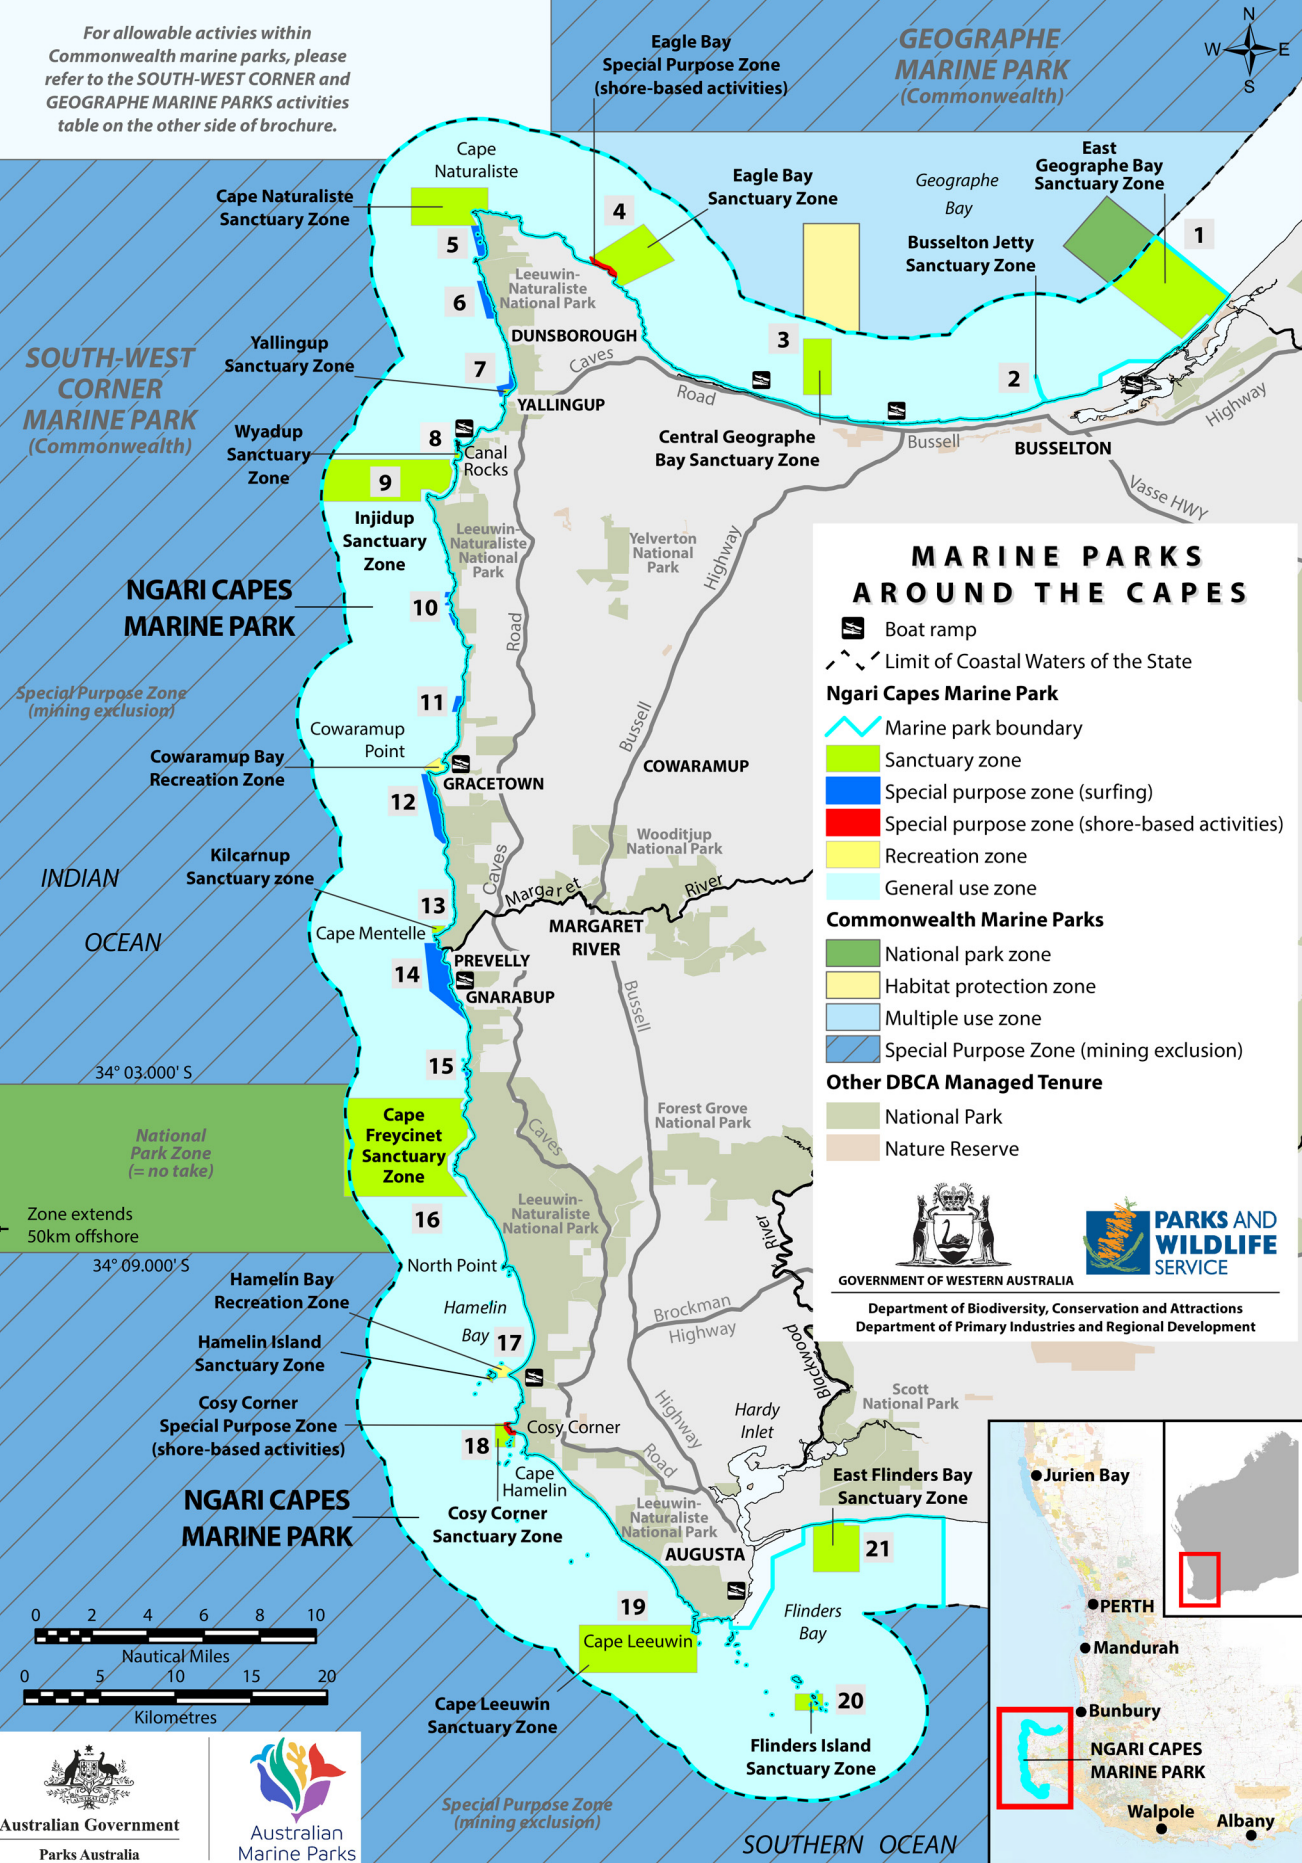 For allowable activies within
Commonwealth marine parks, please
refer to the SOUTH-WEST CORNER and
GEOGRAPHE MARINE PARKS activities
table on the other side of brochure.
Eagle Bay
Special Purpose Zone
(shore-based activities)
GEOGRAPHE
MARINE PARK
(Commonwealth)
N
W
E
S
Cape
Naturaliste
Cape Naturaliste
Sanctuary Zone
4
Eagle Bay
Sanctuary Zone
Geographe
Bay
East
Geographe Bay
Sanctuary Zone
1
Busselton Jetty
Sanctuary Zone
5
6
Leeuwin-
Naturaliste
National Park
DUNSBOROUGH
Caves
Road
3
2
SOUTH-WEST
CORNER
MARINE PARK
(Commonwealth)
Yallingup
Sanctuary Zone
7
YALLINGUP
Wyadup
Sanctuary
Zone
8
Canal
Rocks
9
Central Geographe
Bay Sanctuary Zone
Bussell
Highway
BUSSELTON
Vasse HWY
Injidup
Sanctuary
Zone
Leeuwin-
Naturaliste
National
Park
Yelverton
National
Park
Highway
NGARI CAPES
MARINE PARK
10
Road
Special Purpose Zone
(mining exclusion)
11
Bussell
Cowaramup
Point
Cowaramup Bay
Recreation Zone
GRACETOWN
COWARAMUP
12
Wooditjup
National Park
Kilcarnup
Sanctuary zone
INDIAN
OCEAN
Caves
Margaret
River
13
Cape Mentelle
MARGARET
RIVER
PREVELLY
14
GNARABUP
Bussell
15
34° 03.000' S
Cape
Freycinet
Sanctuary
Zone
National
Park Zone
(= no take)
Caves
Forest Grove
National Park
Zone extends
50km offshore
16
Leeuwin-
Naturaliste
National Park
River
34° 09.000' S
North Point
Hamelin Bay
Recreation Zone
Hamelin
Bay
17
Brockman
Highway
Hamelin Island
Sanctuary Zone
Blackwood
Cosy Corner
Special Purpose Zone
(shore-based activities)
Cosy Corner
18
Highway
Road
Hardy
Inlet
Scott
National Park
Cape
Hamelin
NGARI CAPES
MARINE PARK
Cosy Corner
Sanctuary Zone
Leeuwin-
Naturaliste
National Park
East Flinders Bay
Sanctuary Zone
AUGUSTA
21
19
Cape Leeuwin
Flinders
Bay
Cape Leeuwin
Sanctuary Zone
20
Flinders Island
Sanctuary Zone
Special Purpose Zone
(mining exclusion)
SOUTHERN OCEAN
0 2 4 6 8 10
Nautical Miles
0 5 10 15 20
Kilometres
Australian Government
Parks Australia
Australian
Marine Parks
MARINE PARKS
AROUND THE CAPES
Boat ramp
Limit of Coastal Waters of the State
Ngari Capes Marine Park
Marine park boundary
Sanctuary zone
Special purpose zone (surfing)
Special purpose zone (shore-based activities)
Recreation zone
General use zone
Commonwealth Marine Parks
National park zone
Habitat protection zone
Multiple use zone
Special Purpose Zone (mining exclusion)
Other DBCA Managed Tenure
National Park
Nature Reserve
GOVERNMENT OF WESTERN AUSTRALIA
PARKS AND
WILDLIFE
SERVICE
Department of Biodiversity, Conservation and Attractions
Department of Primary Industries and Regional Development
Jurien Bay
PERTH
Mandurah
Bunbury
NGARI CAPES
MARINE PARK
Walpole
Albany